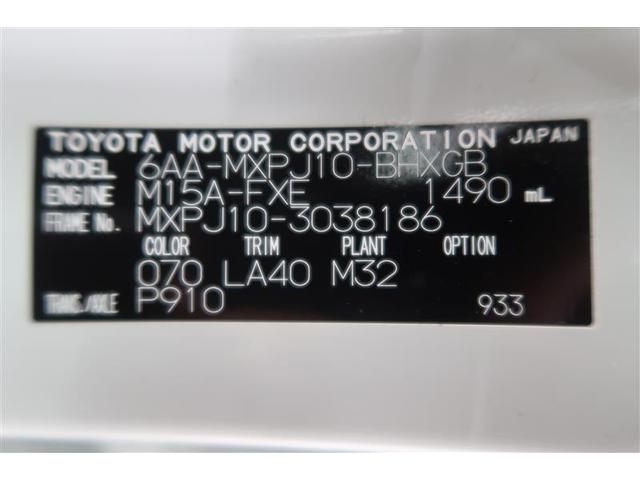 TOYOTA MOTOR CORPORATION JAPAN
MODEL 6AA-MXPJ10-BHXGB
ENGINE M15A-FXE 1490 mL
FRAME No. MXPJ10-3038186
COLOR TRIM PLANT OPTION
070 LA40 M32
TRANS./AXLE P910 933